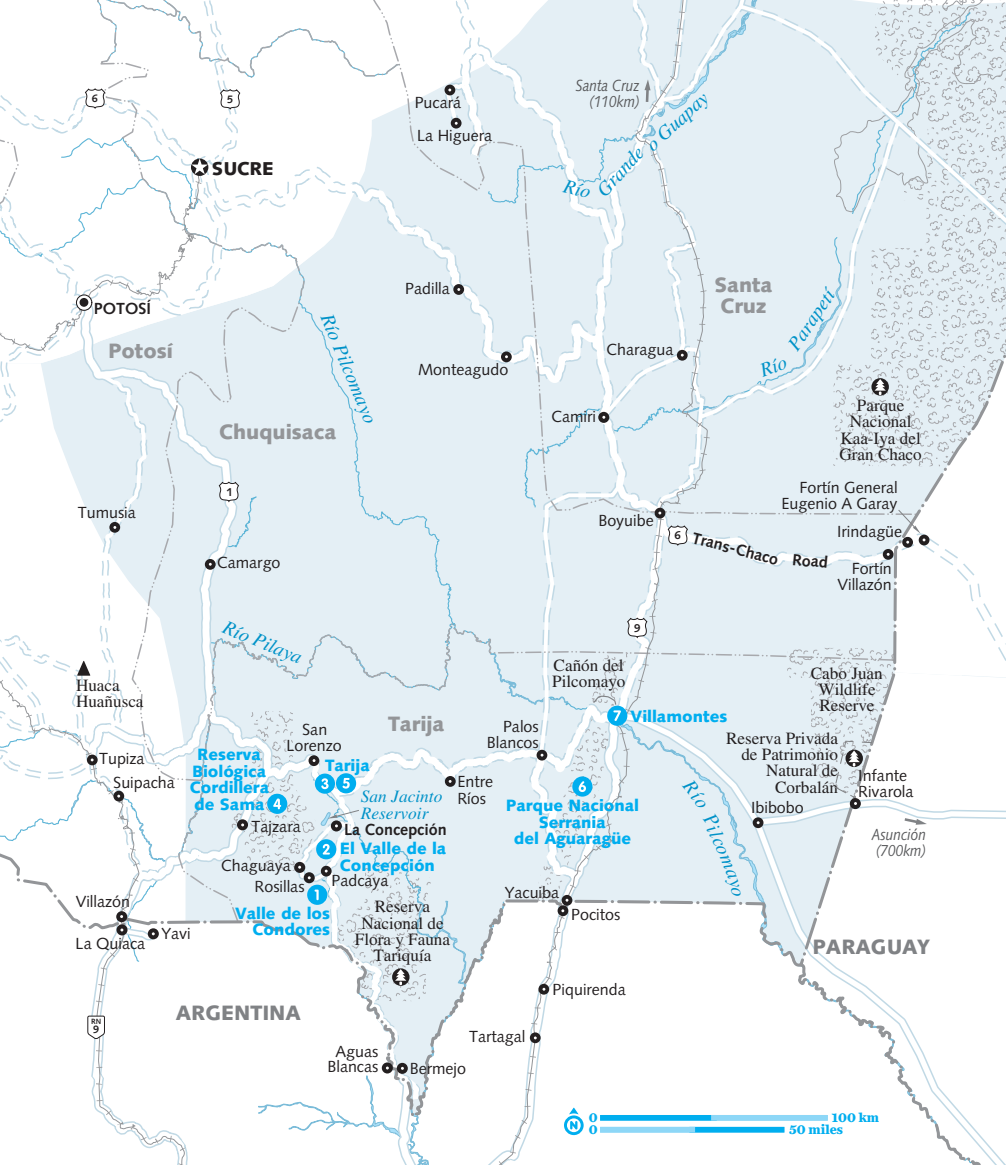 Santa Cruz
(110km)
6
5
Pucará
La Higuera
Río Grande o Guapay
SUCRE
Padilla
Santa
Cruz
POTOSÍ
Potosí
Río Pilcomayo
Río Parapetí
Charagua
Monteagudo
Parque
Nacional
Kaa-Iya del
Gran Chaco
Camiri
Chuquisaca
Fortín General
Eugenio A Garay
1
Tumusia
Boyuibe
6
Trans-Chaco Road
Irindagüe
Fortín
Villazón
Camargo
9
Río Pilaya
Huaca
Huañusca
Cañón del
Pilcomayo
Cabo Juan
Wildlife
Reserve
7 Villamontes
Tarija
San
Lorenzo
Palos
Blancos
Reserva Privada
de Patrimonio
Natural de
Corbalán
Tupiza
Reserva
Biológica
Cordillera
de Sama 4
Tarija
3 5
Entre
Ríos
Suipacha
San Jacinto
Reservoir
6
Parque Nacional
Serranía
del Aguaragüe
Río Pilcomayo
Infante
Rivarola
Ibibobo
Tajzara
La Concepción
Asunción
(700km)
2 El Valle de la
Concepción
Chaguaya
Rosillas
Padcaya
1
Valle de los
Condores
Villazón
La Quiaca
Yavi
Reserva
Nacional de
Flora y Fauna
Tariquía
Yacuiba
Pocitos
PARAGUAY
ARGENTINA
Piquirenda
RN
9
Tartagal
Aguas
Blancas
Bermejo
N
0 100 km
0 50 miles